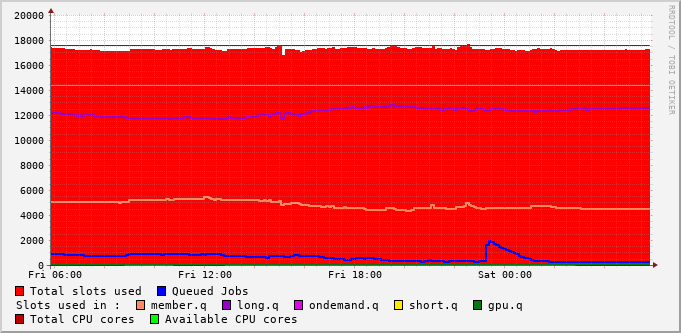 20000
18000
16000
14000
12000
10000
8000
6000
4000
2000
0
Fri 06:00 Fri 12:00 Fri 18:00 Sat 00:00
Total slots used Queued Jobs
Slots used in : member.q long.q ondemand.q short.q gpu.q
Total CPU cores Available CPU cores
RRDTOOL / TOBI OETIKER